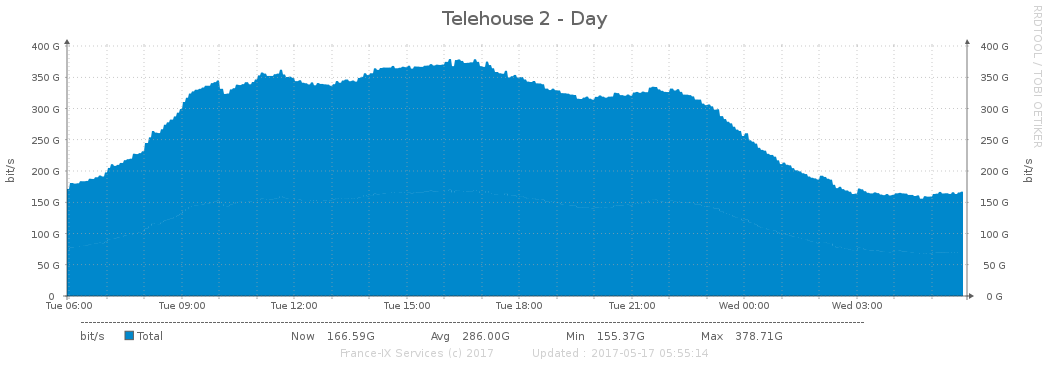 Telehouse 2 - Day
RRDTOOL / TOBI OETIKER
bit/s
400 G 400 G
350 G 350 G
300 G 300 G
250 G 250 G
200 G 200 G
150 G 150 G
100 G 100 G
50 G 50 G
0 0 G
bit/s
Tue 06:00 Tue 09:00 Tue 12:00 Tue 15:00 Tue 18:00 Tue 21:00 Wed 00:00 Wed 03:00
bit/s Total Now 166.59G Avg 286.00G Min 155.37G Max 378.71G
France-IX Services (c) 2017 Updated : 2017-05-17 05:55:14